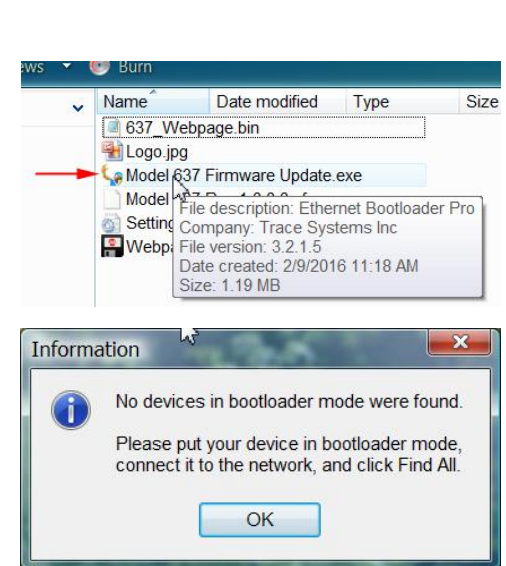 ews Burn
Name Date modified Type Size
637_Webpage.bin
Logo.jpg
Model 637 Firmware Update.exe
Model
Setting
Webpa
File description: Ethernet Bootloader Pro
Company: Trace Systems Inc
File version: 3.2.1.5
Date created: 2/9/2016 11:18 AM
Size: 1.19 MB
Information
No devices in bootloader mode were found.
Please put your device in bootloader mode,
connect it to the network, and click Find All.
OK